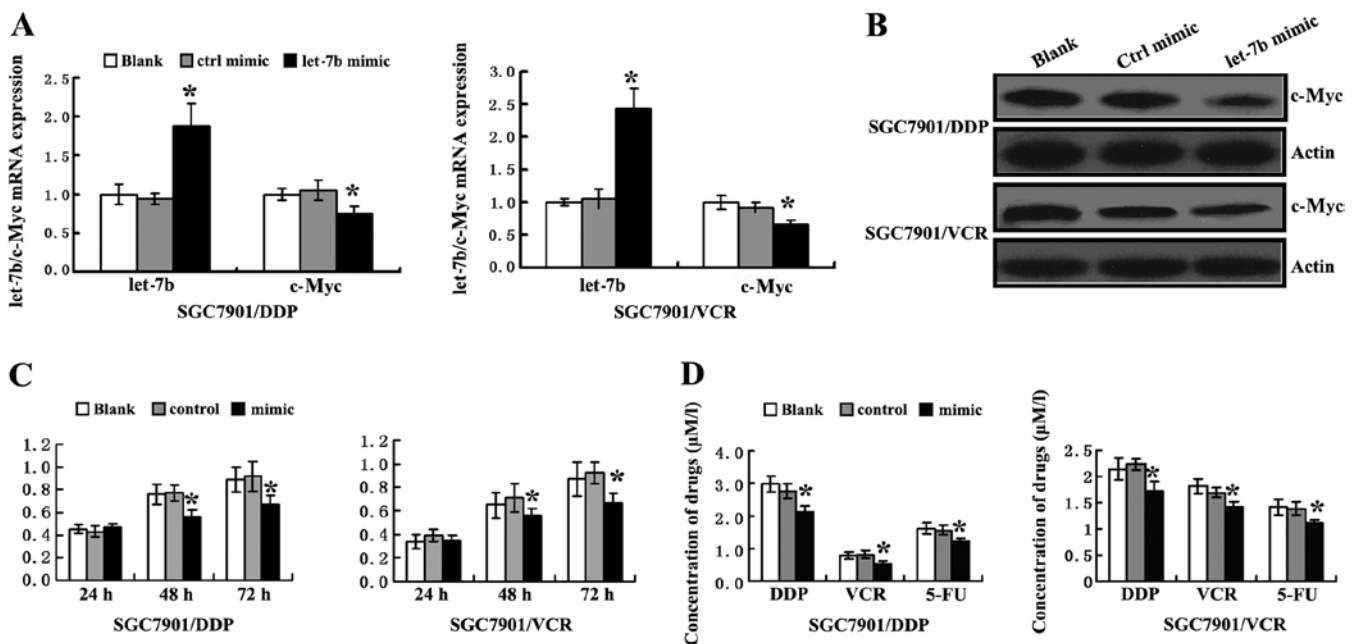 A
Blank ctrl mimic let-7b mimic
let-7b/c-Myc mRNA expression
2.5
2.0
1.5
1.0
0.5
0.0
*
*
let-7b c-Myc
SGC7901/DDP
let-7b/c-Myc mRNA expression
3.0
2.5
2.0
1.5
1.0
0.5
0.0
*
*
let-7b c-Myc
SGC7901/VCR
B
Blank Ctrl mimic let-7b mimic
SGC7901/DDP
c-Myc
Actin
SGC7901/VCR
c-Myc
Actin
C
Blank control mimic
1.2
1.0
0.8
0.6
0.4
0.2
0.0
*
*
24 h 48 h 72 h
SGC7901/DDP
1.2
1.0
0.8
0.6
0.4
0.2
0.0
*
*
24 h 48 h 72 h
SGC7901/VCR
D
Blank control mimic
Concentration of drugs (μM/l)
4.0
3.0
2.0
1.0
0.0
*
*
*
DDP VCR 5-FU
SGC7901/DDP
Concentration of drugs (μM/l)
2.5
2
1.5
1
0.5
0
*
*
*
DDP VCR 5-FU
SGC7901/VCR